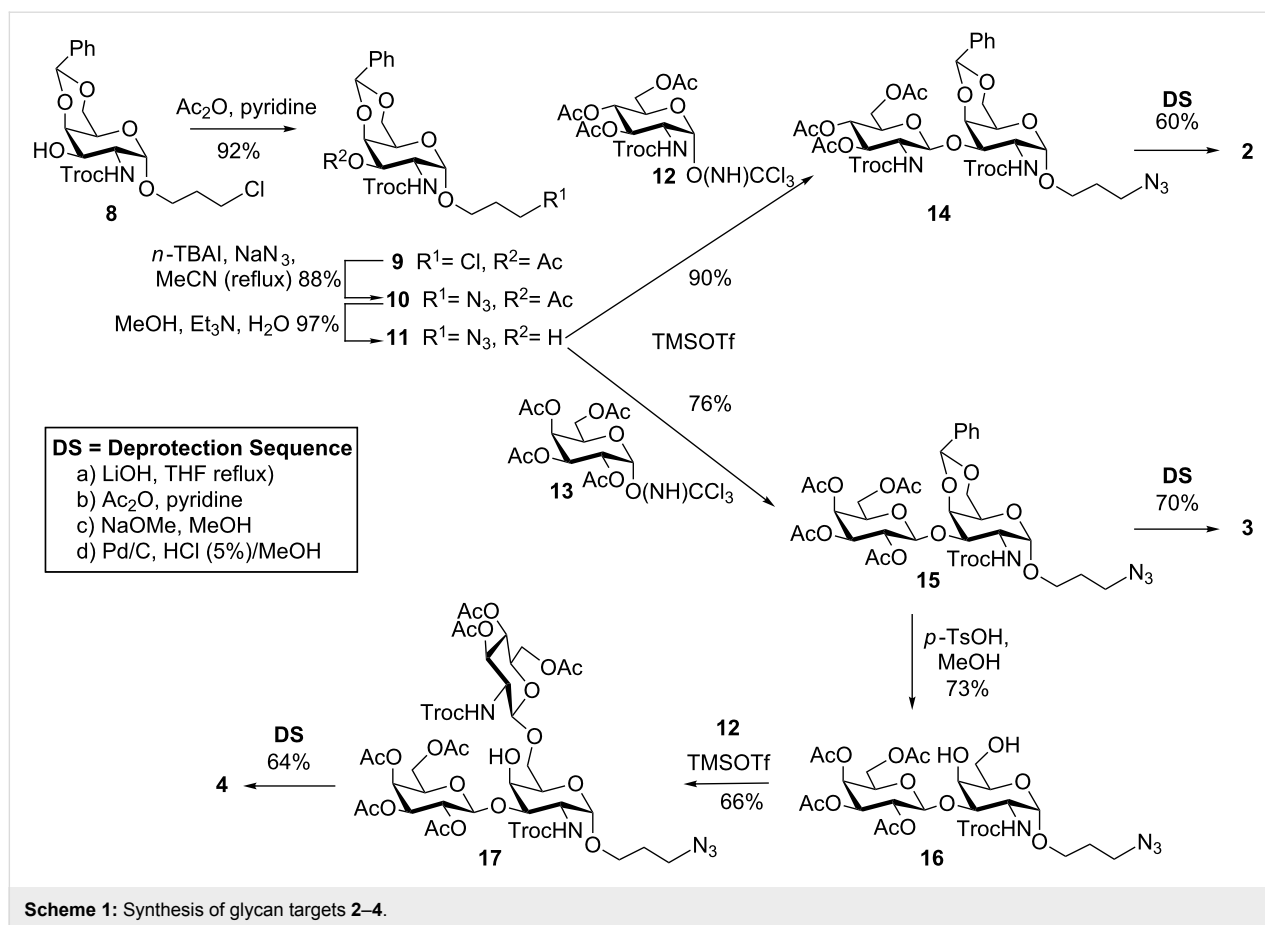 Ph
O
O
O
HO
TrocHN
O
Cl
8
Ac2O, pyridine
92%
Ph
O
O
O
R2O
TrocHN
O
R1
n-TBAI, NaN3,
MeCN (reflux) 88%
MeOH, Et3N, H2O 97%
9 R1= Cl, R2= Ac
10 R1= N3, R2= Ac
11 R1= N3, R2= H
OAc
AcO
AcO
O
TrocHN
12
O(NH)CCl3
90%
TMSOTf
76%
AcO
OAc
O
AcO
AcO
13
O(NH)CCl3
Ph
O
O
OAc
AcO
AcO
O
O
O
TrocHN
TrocHN
O
N3
14
DS
60%
2
DS = Deprotection Sequence
a) LiOH, THF reflux)
b) Ac2O, pyridine
c) NaOMe, MeOH
d) Pd/C, HCl (5%)/MeOH
Ph
O
O
AcO
OAc
O
O
AcO
O
AcO
TrocHN
O
N3
15
DS
70%
3
p-TsOH,
MeOH
73%
AcO
OAc
HO
OH
O
O
AcO
O
AcO
TrocHN
O
N3
16
12
TMSOTf
66%
AcO
AcO
OAc
O
TrocHN
O
AcO
OAc
HO
O
O
AcO
O
AcO
TrocHN
O
N3
17
DS
64%
4
Scheme 1: Synthesis of glycan targets 2–4.